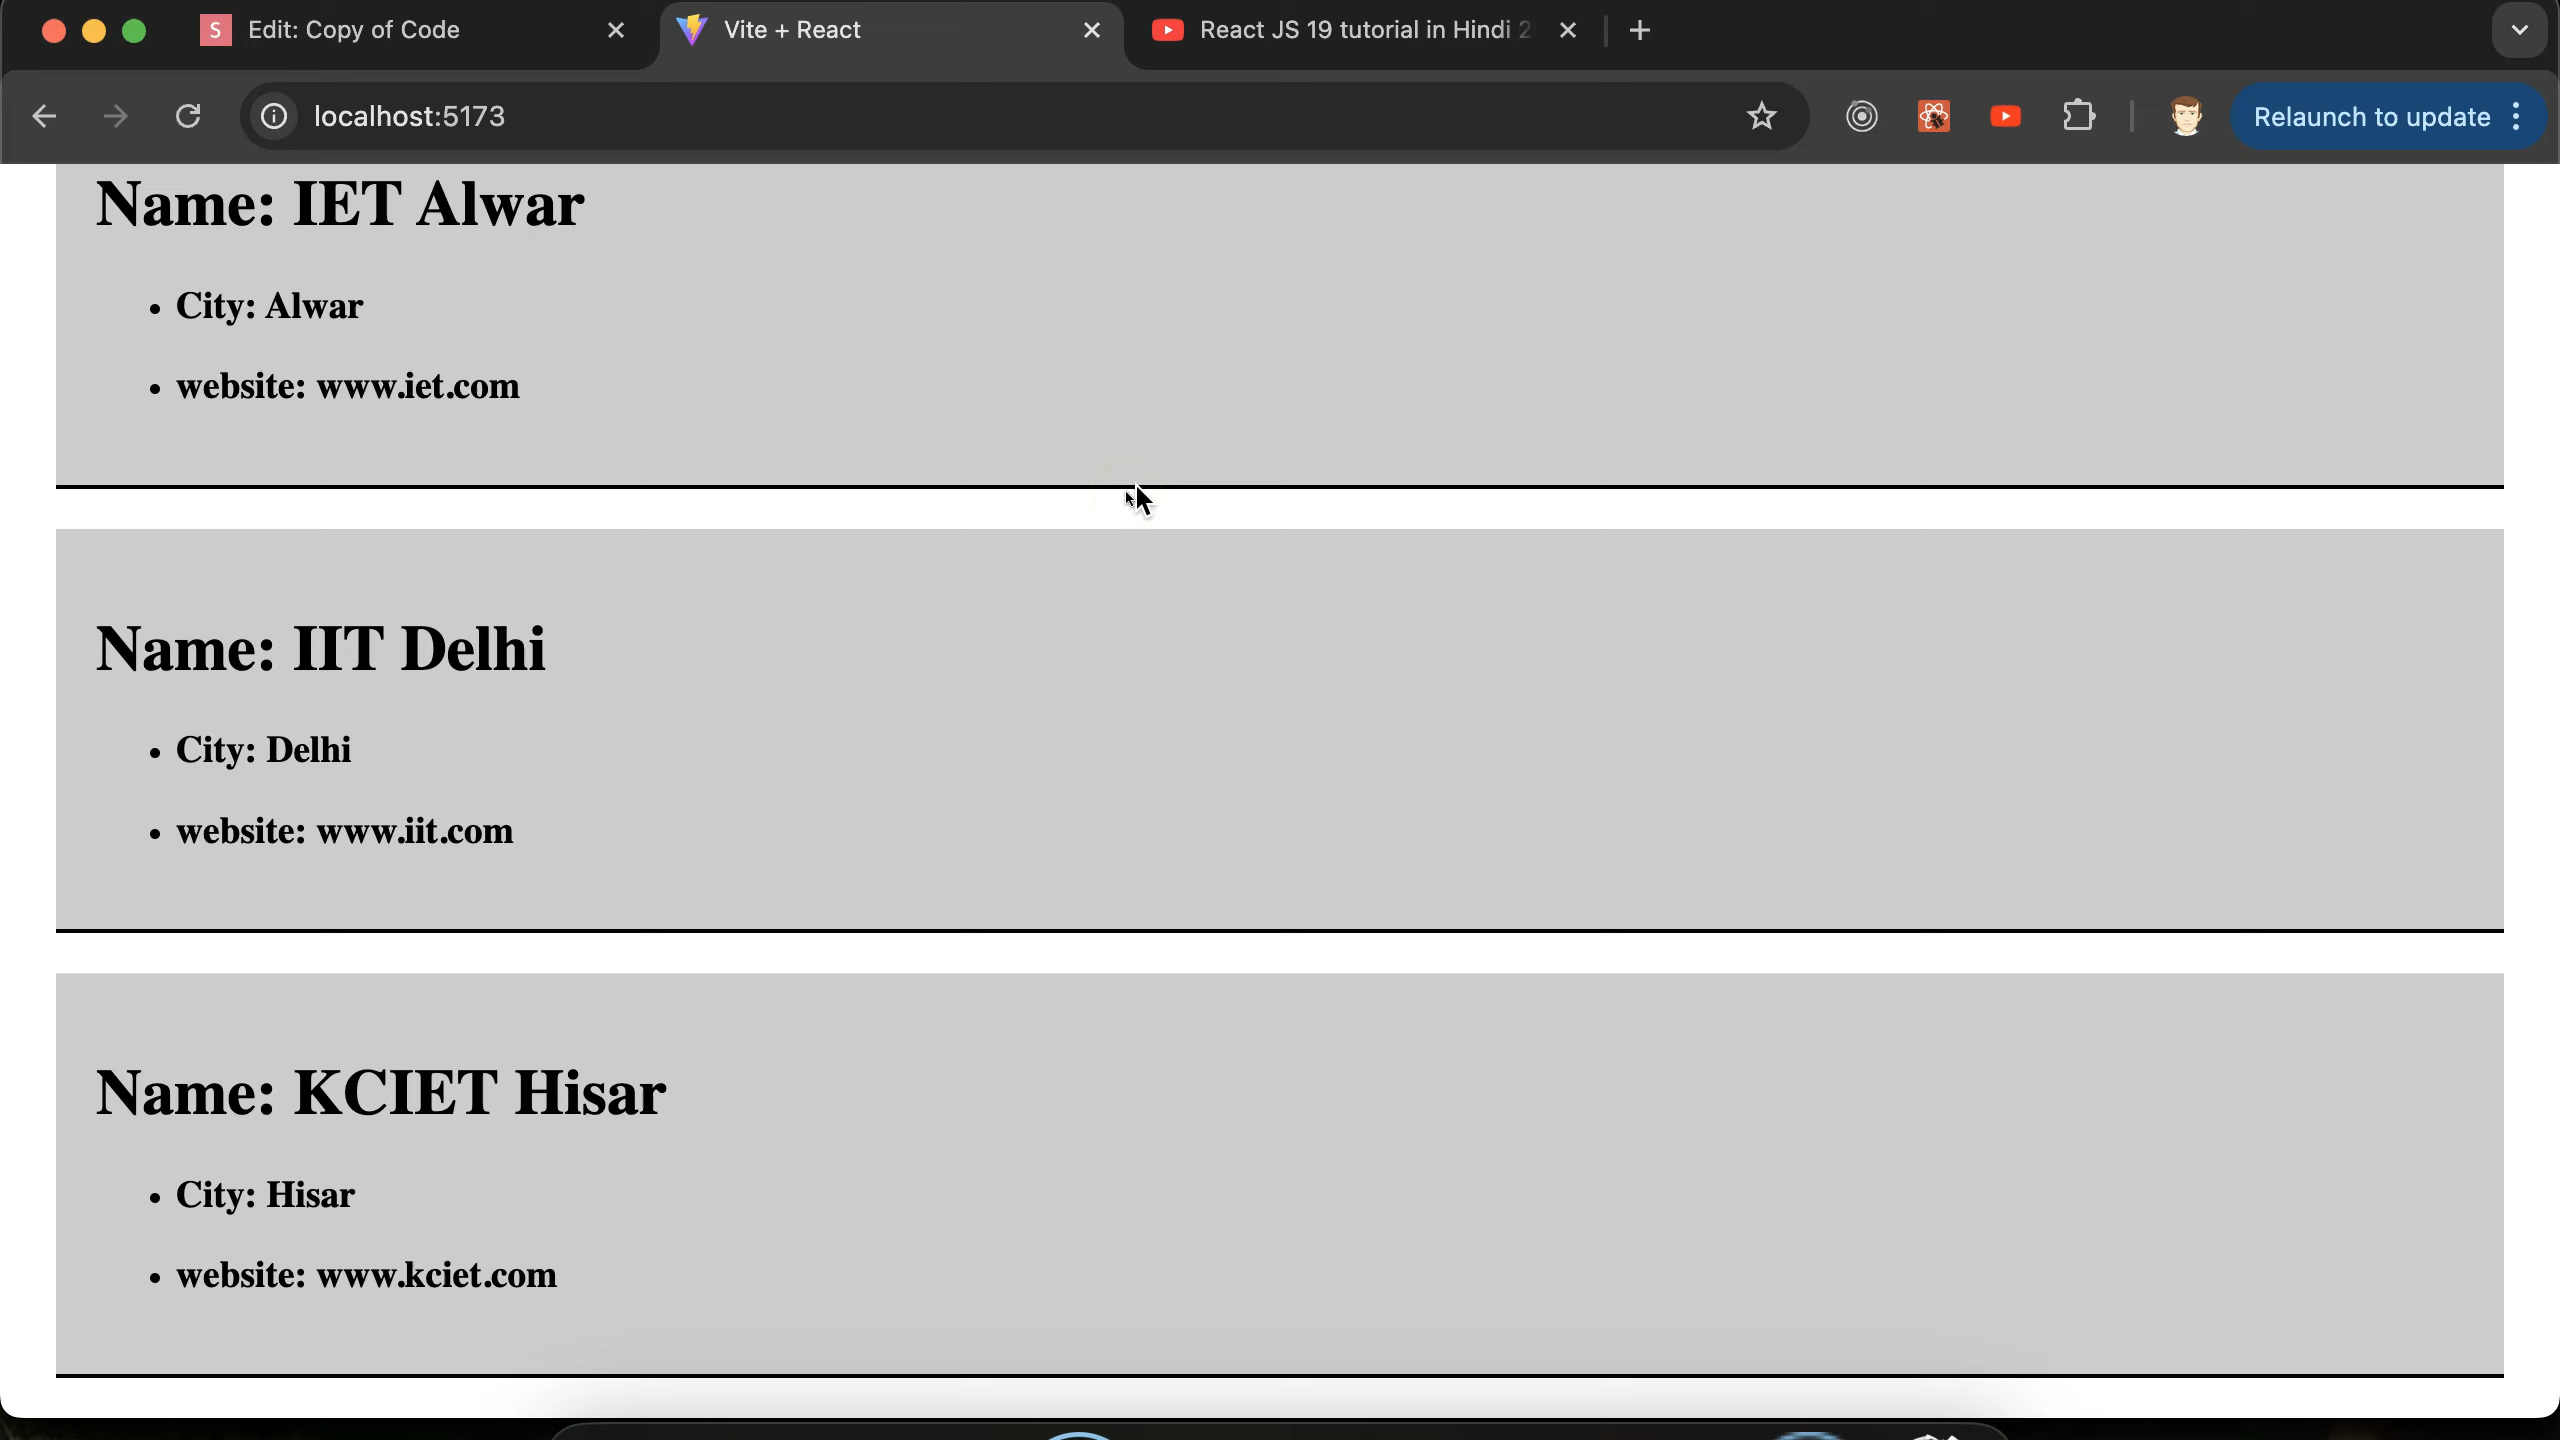 S Edit: Copy of Code
Vite + React
React JS 19 tutorial in Hindi 2
localhost:5173
Relaunch to update
Name: IET Alwar
• City: Alwar
• website: www.iet.com
Name: IIT Delhi
• City: Delhi
• website: www.iit.com
Name: KCIET Hisar
• City: Hisar
• website: www.kciet.com